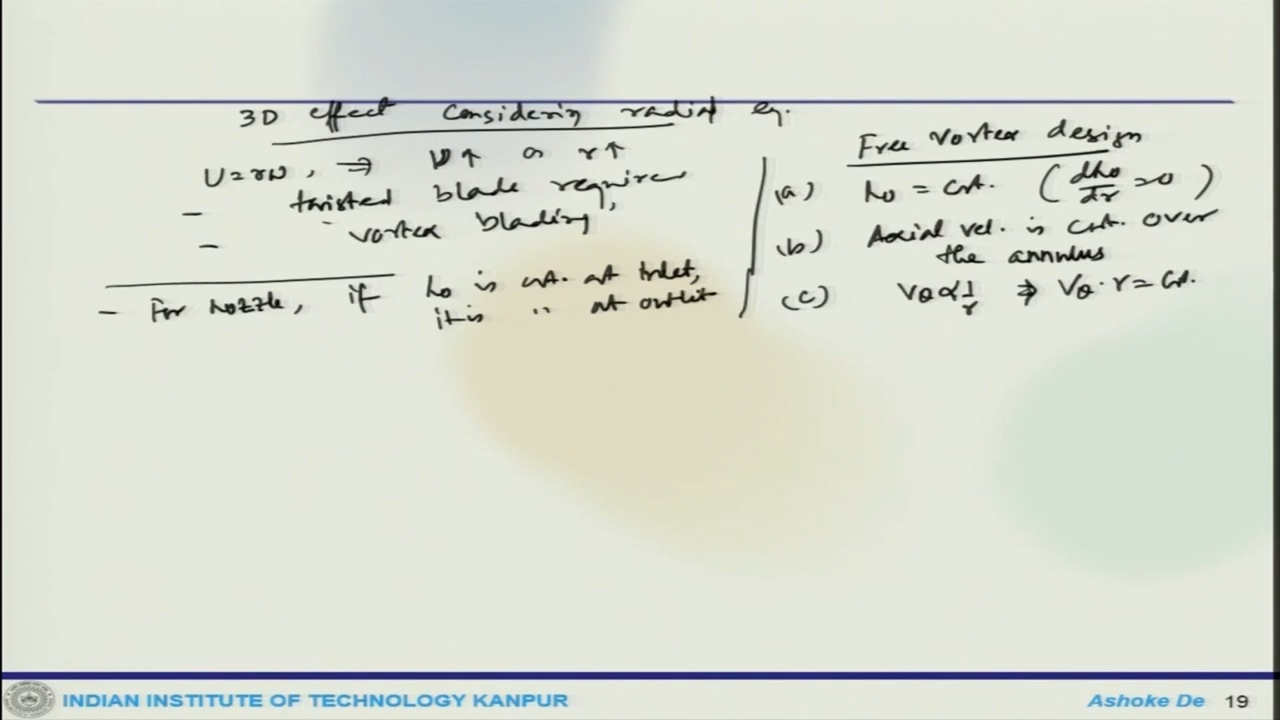 3D effect considering radial eq.
U = rω, ⇒ U↑ as r↑
- twisted blade requires
- vortex blading,
- For nozzle, if h₀ is cst. at inlet,
it is " at outlet
Free vortex design
(a) h₀ = cst. (dh₀/dr = 0)
(b) Axial vel. is cst. over
the annulus
(c) Vθ ∝ 1/r ⇒ Vθ · r = cst.
INDIAN INSTITUTE OF TECHNOLOGY KANPUR
Ashoke De 19